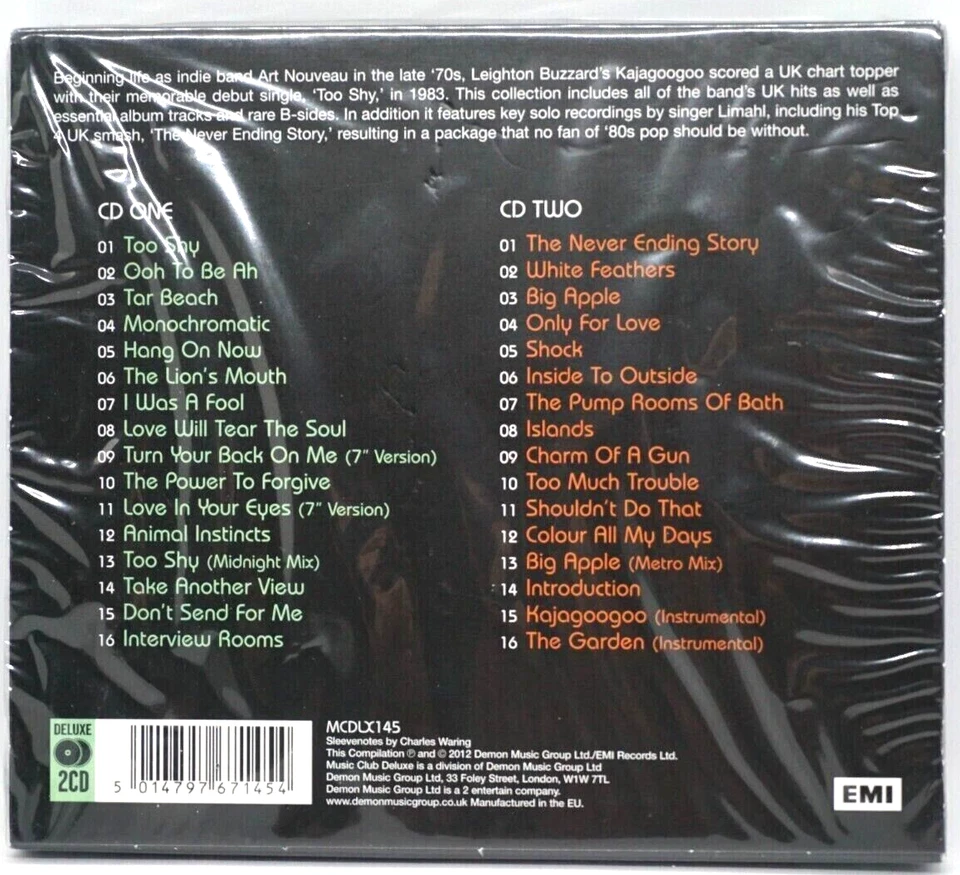 Beginning life as indie band Art Nouveau in the late ‘70s, Leighton Buzzard’s Kajagoogoo scored a UK chart topper
with their memorable debut single, ‘Too Shy,’ in 1983. This collection includes all of the band’s UK hits as well as
essential album tracks and rare B-sides. In addition it features key solo recordings by singer Limahl, including his Top
4 UK smash, ‘The Never Ending Story,’ resulting in a package that no fan of ‘80s pop should be without.
CD ONE
01 Too Shy
02 Ooh To Be Ah
03 Tar Beach
04 Monochromatic
05 Hang On Now
06 The Lion's Mouth
07 I Was A Fool
08 Love Will Tear The Soul
09 Turn Your Back On Me (7" Version)
10 The Power To Forgive
11 Love In Your Eyes (7" Version)
12 Animal Instincts
13 Too Shy (Midnight Mix)
14 Take Another View
15 Don't Send For Me
16 Interview Rooms
CD TWO
01 The Never Ending Story
02 White Feathers
03 Big Apple
04 Only For Love
05 Shock
06 Inside To Outside
07 The Pump Rooms Of Bath
08 Islands
09 Charm Of A Gun
10 Too Much Trouble
11 Shouldn't Do That
12 Colour All My Days
13 Big Apple (Metro Mix)
14 Introduction
15 Kajagoogoo (Instrumental)
16 The Garden (Instrumental)
DELUXE
2CD
5 014797 671454
MCDLX145
Sleevenotes by Charles Waring
This Compilation ℗ and © 2012 Demon Music Group Ltd./EMI Records Ltd.
Music Club Deluxe is a division of Demon Music Group Ltd
Demon Music Group Ltd, 33 Foley Street, London, W1W 7TL
Demon Music Group Ltd is a 2 entertain company.
www.demonmusicgroup.co.uk Manufactured in the EU.
EMI